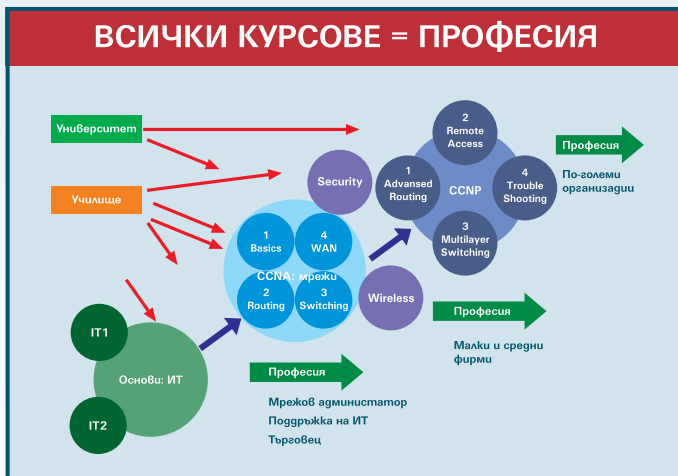 ВСИЧКИ КУРСОВЕ = ПРОФЕСИЯ
Университет
Училище
Security
2
Remote
Access
1
Advansed
Routing
CCNP
4
Trouble
Shooting
3
Multilayer
Switching
Професия
По-големи
организадии
1
Basics
4
WAN
CCNA: мрежи
2
Routing
3
Switching
Wireless
Професия
Малки и средни
фирми
IT1
Основи: ИТ
IT2
Професия
Мрежов администатор
Поддръжка на ИТ
Търговец